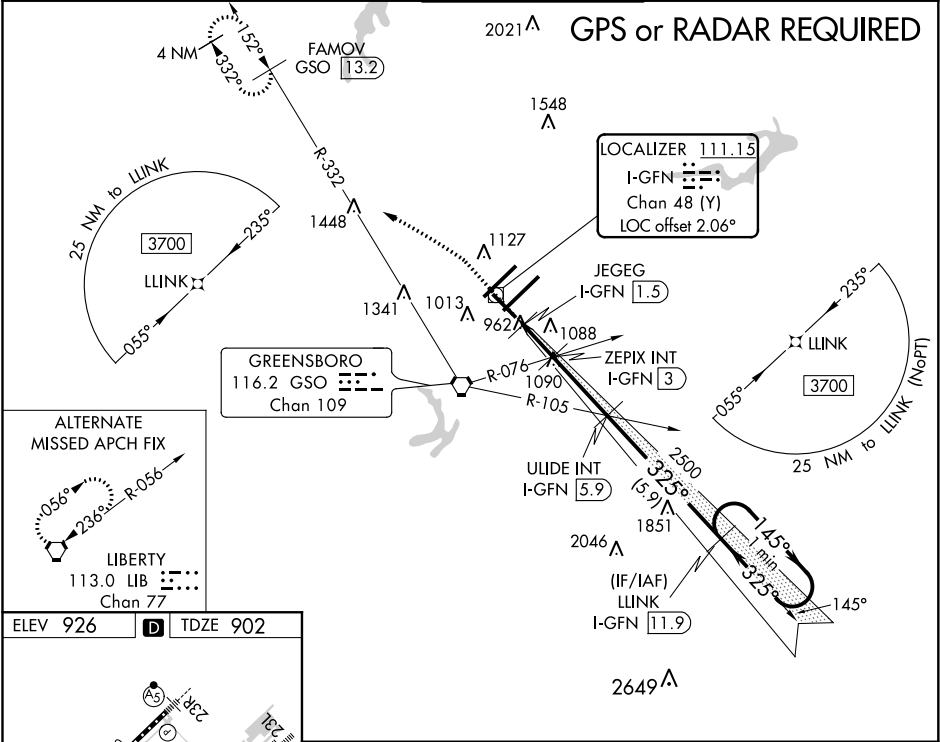 GPS or RADAR REQUIRED
2021
152°
332°
4 NM
FAMOV
GSO 13.2
1548
R-332
LOCALIZER 111.15
I-GFN
Chan 48 (Y)
LOC offset 2.06°
25 NM to LLINK
235°
3700
LLINK
055°
1448
1127
1341
1013
962
1088
1090
JEGEG
I-GFN 1.5
ZEPIX INT
I-GFN 3
235°
LLINK
055°
3700
25 NM to LLINK (NoPT)
GREENSBORO
116.2 GSO
Chan 109
R-076
R-105
ULIDE INT
I-GFN 5.9
2500
325°
(5.9)
1851
2046
145°
1 min
325°
145°
(IF/IAF)
LLINK
I-GFN 11.9
2649
ALTERNATE
MISSED APCH FIX
056°
236°
R-056
LIBERTY
113.0 LIB
Chan 77
ELEV 926 D TDZE 902
A5
23R
23L
P